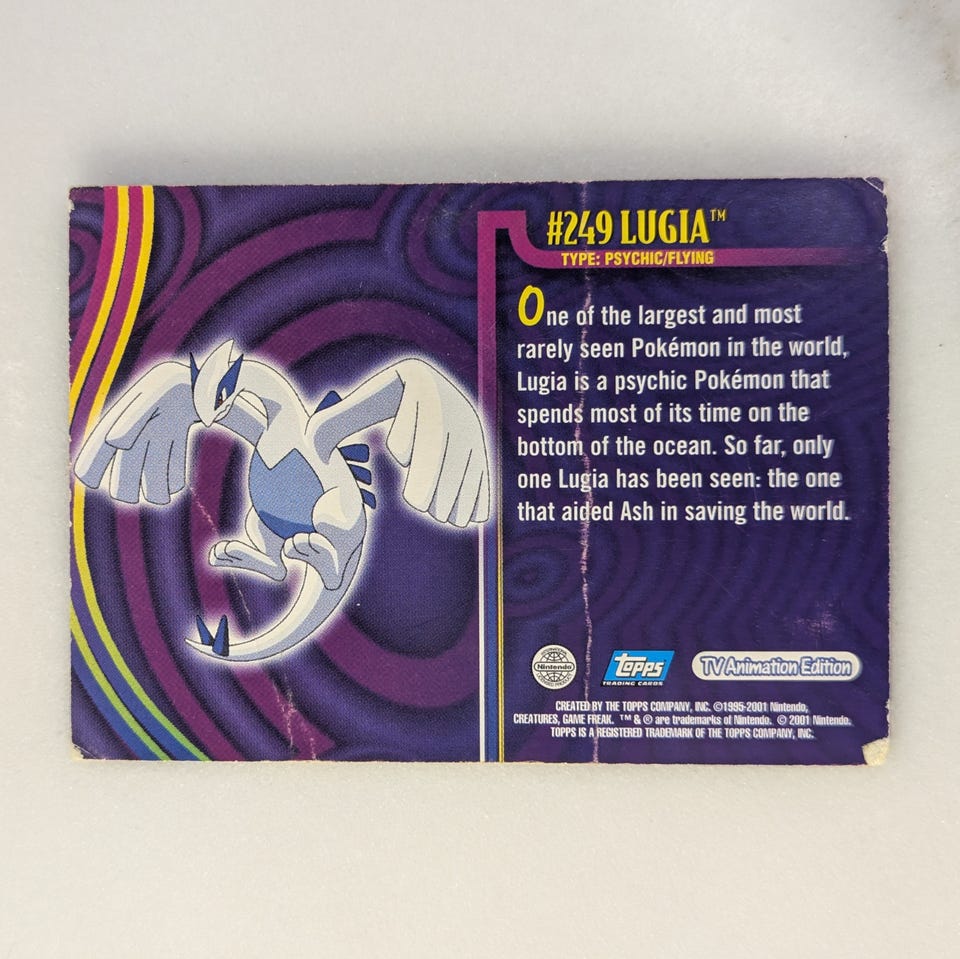 #249 LUGIA™
TYPE: PSYCHIC/FLYING
One of the largest and most
rarely seen Pokémon in the world,
Lugia is a psychic Pokémon that
spends most of its time on the
bottom of the ocean. So far, only
one Lugia has been seen: the one
that aided Ash in saving the world.
Nintendo
Topps
TRADING CARDS
TV Animation Edition
CREATED BY THE TOPPS COMPANY, INC. ©1995-2001 Nintendo,
CREATURES, GAME FREAK. ™ & ® are trademarks of Nintendo. © 2001 Nintendo.
TOPPS IS A REGISTERED TRADEMARK OF THE TOPPS COMPANY, INC.